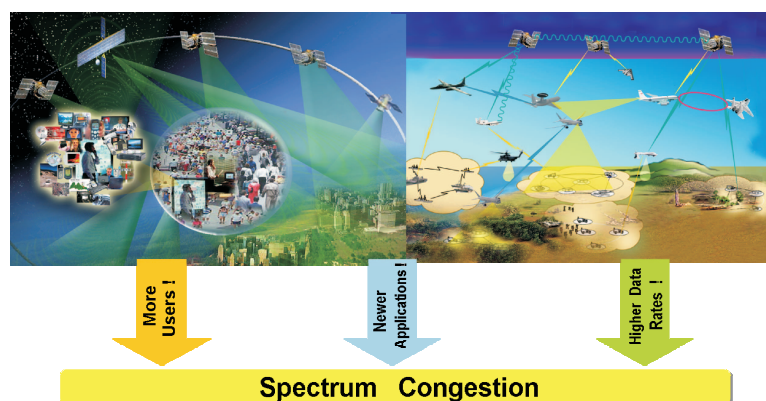 More
Users !
Newer
Applications !
Higher Data
Rates !
Spectrum Congestion